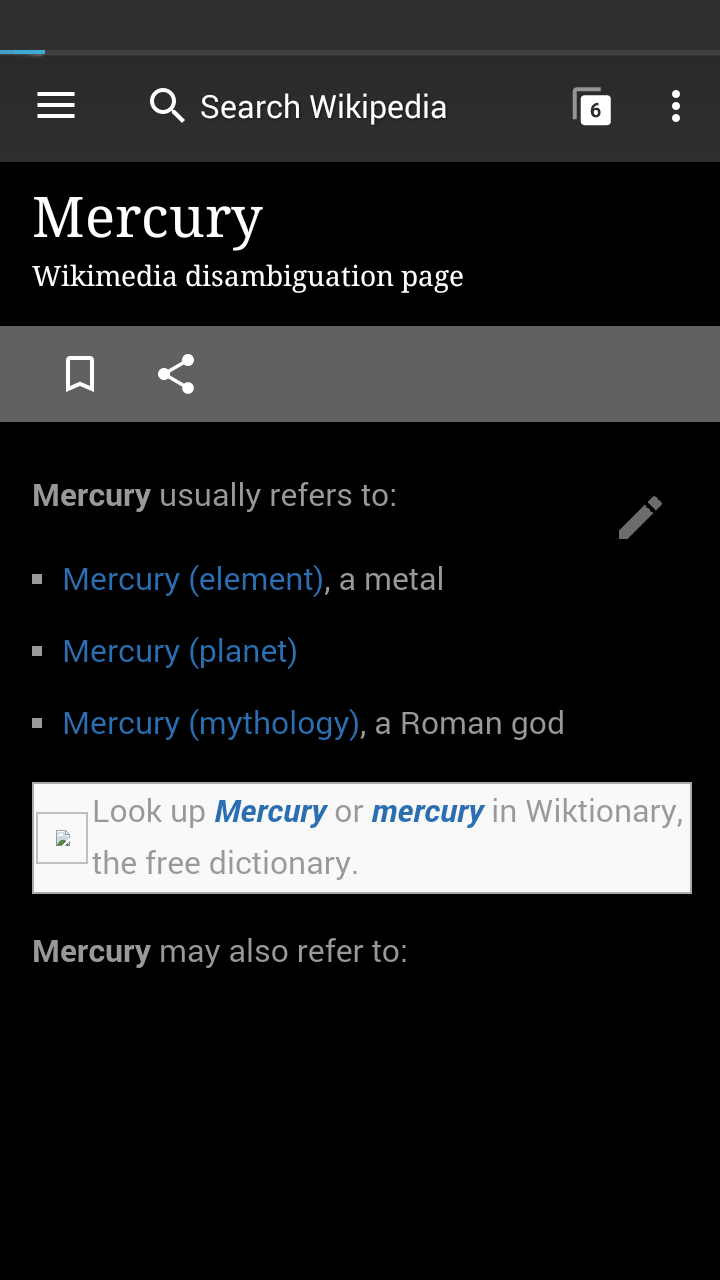 Search Wikipedia
6
Mercury
Wikimedia disambiguation page
Mercury usually refers to:
Mercury (element), a metal
Mercury (planet)
Mercury (mythology), a Roman god
Look up Mercury or mercury in Wiktionary,
the free dictionary.
Mercury may also refer to: